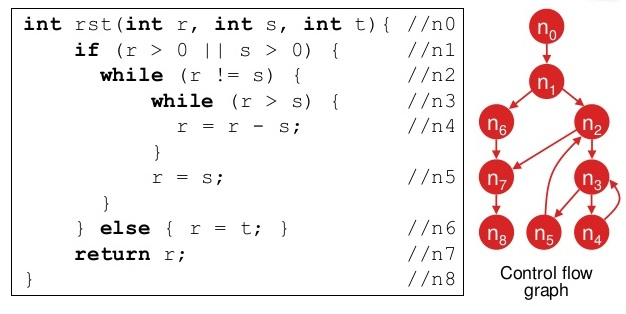 int rst(int r, int s, int t){ //n0
if (r > 0 || s > 0) { //n1
while (r != s) { //n2
while (r > s) { //n3
r = r - s; //n4
}
r = s; //n5
}
} else { r = t; } //n6
return r; //n7
} //n8
n0
n1
n6 n2
n7 n3
n8 n5 n4
Control flow
graph